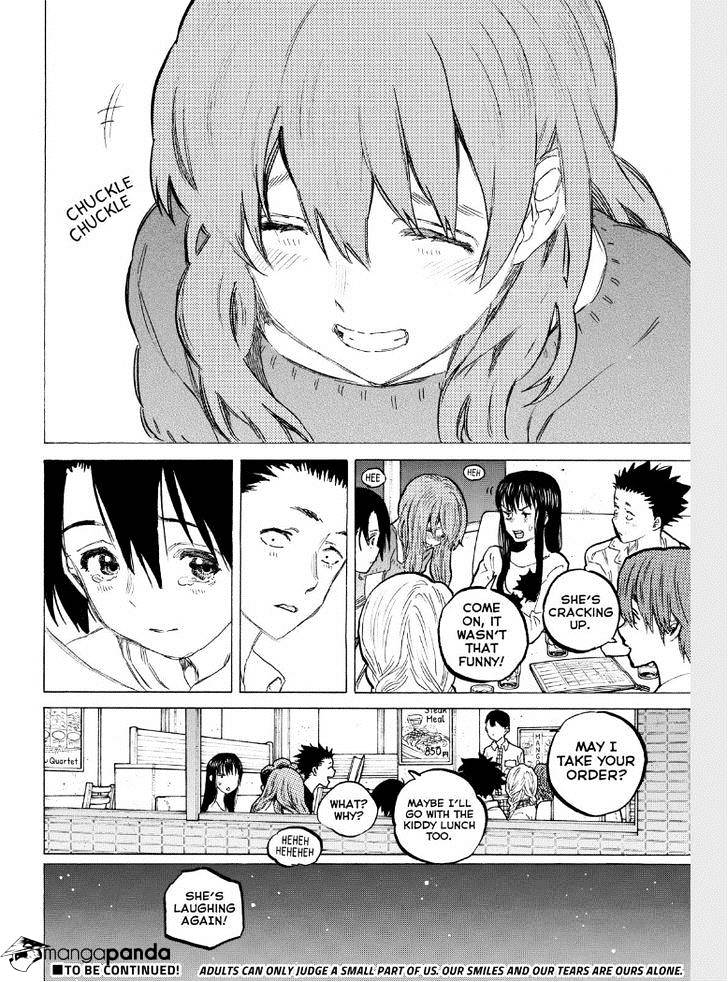 CHUCKLE
CHUCKLE
HEE
HEH
SHE'S
CRACKING
UP.
COME
ON, IT
WASN'T
THAT
FUNNY!
Steak
Meal
850
Quartet
MAY I
TAKE YOUR
ORDER?
MAYBE I'LL
GO WITH THE
KIDDY LUNCH
TOO.
WHAT?
WHY?
HEHEH
HEHEHEH
SHE'S
LAUGHING
AGAIN!
mangapanda
■TO BE CONTINUED! ADULTS CAN ONLY JUDGE A SMALL PART OF US. OUR SMILES AND OUR TEARS ARE OURS ALONE.